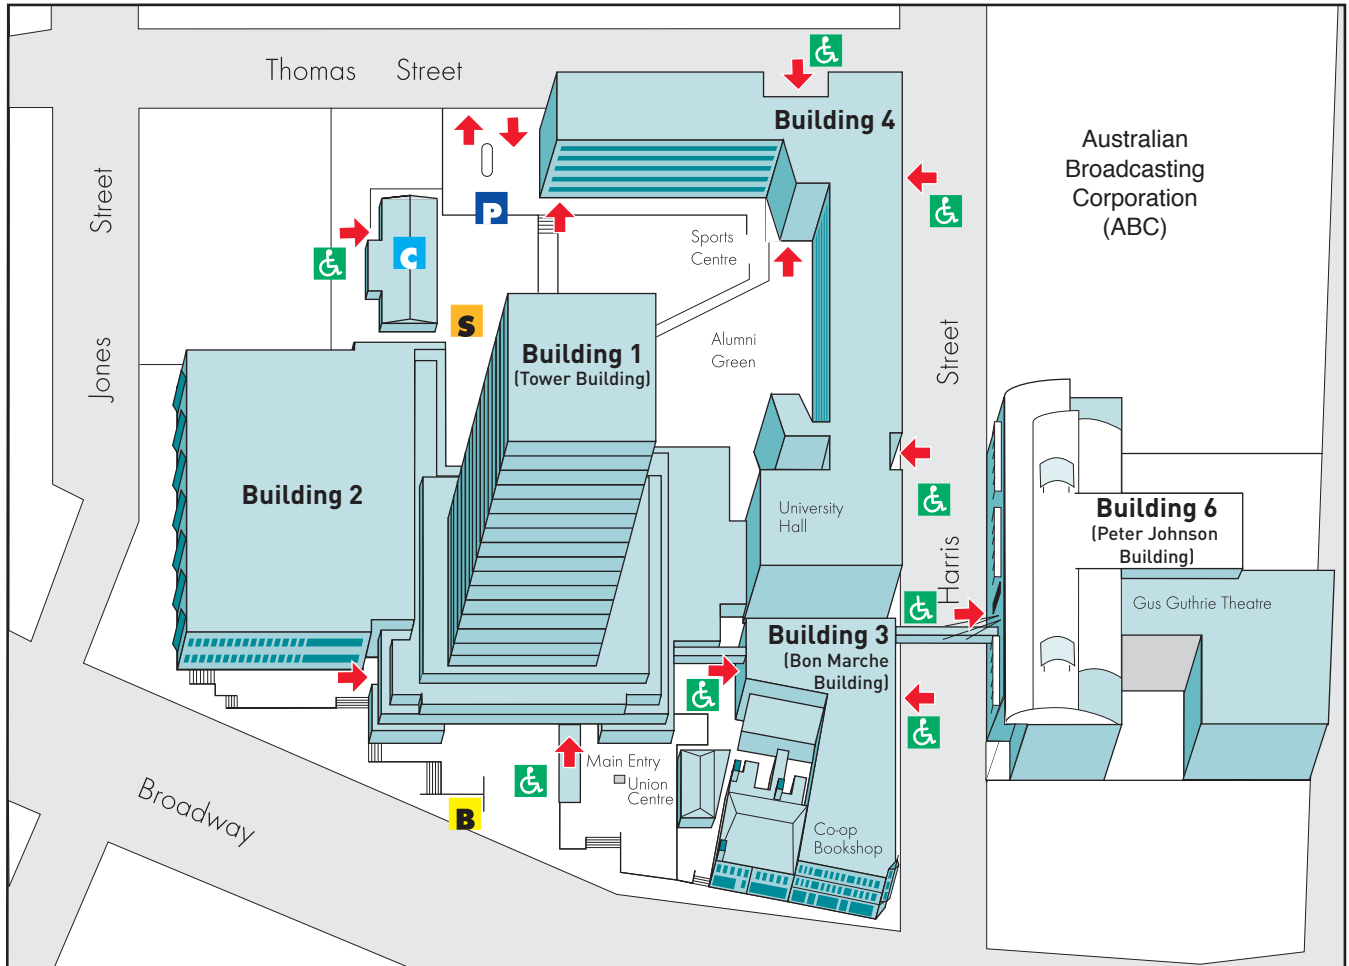 Thomas Street
Building 4
Australian
Broadcasting
Corporation
(ABC)
Jones Street
P
C
Sports
Centre
S
Alumni
Green
Building 1
(Tower Building)
Harris Street
Building 2
University
Hall
Building 6
(Peter Johnson
Building)
Gus Guthrie Theatre
Building 3
(Bon Marche
Building)
Main Entry
Union
Centre
B
Broadway
Co-op
Bookshop